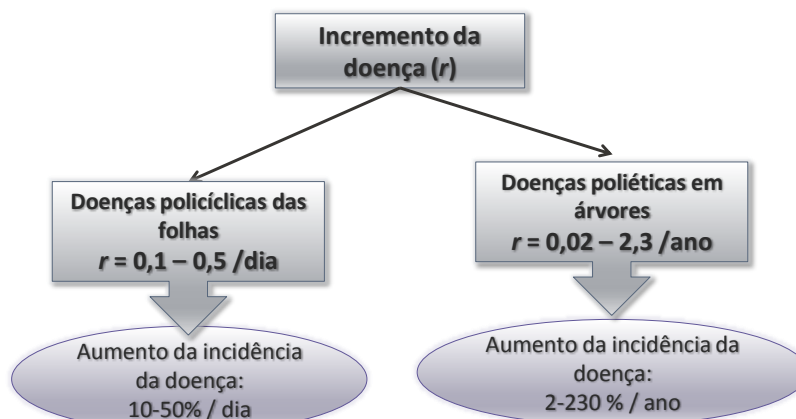 Incremento da
doença (r)
Doenças policíclicas das
folhas
r = 0,1 – 0,5 /dia
Aumento da incidência
da doença:
10-50% / dia
Doenças poliéticas em
árvores
r = 0,02 – 2,3 /ano
Aumento da incidência da
doença:
2-230 % / ano